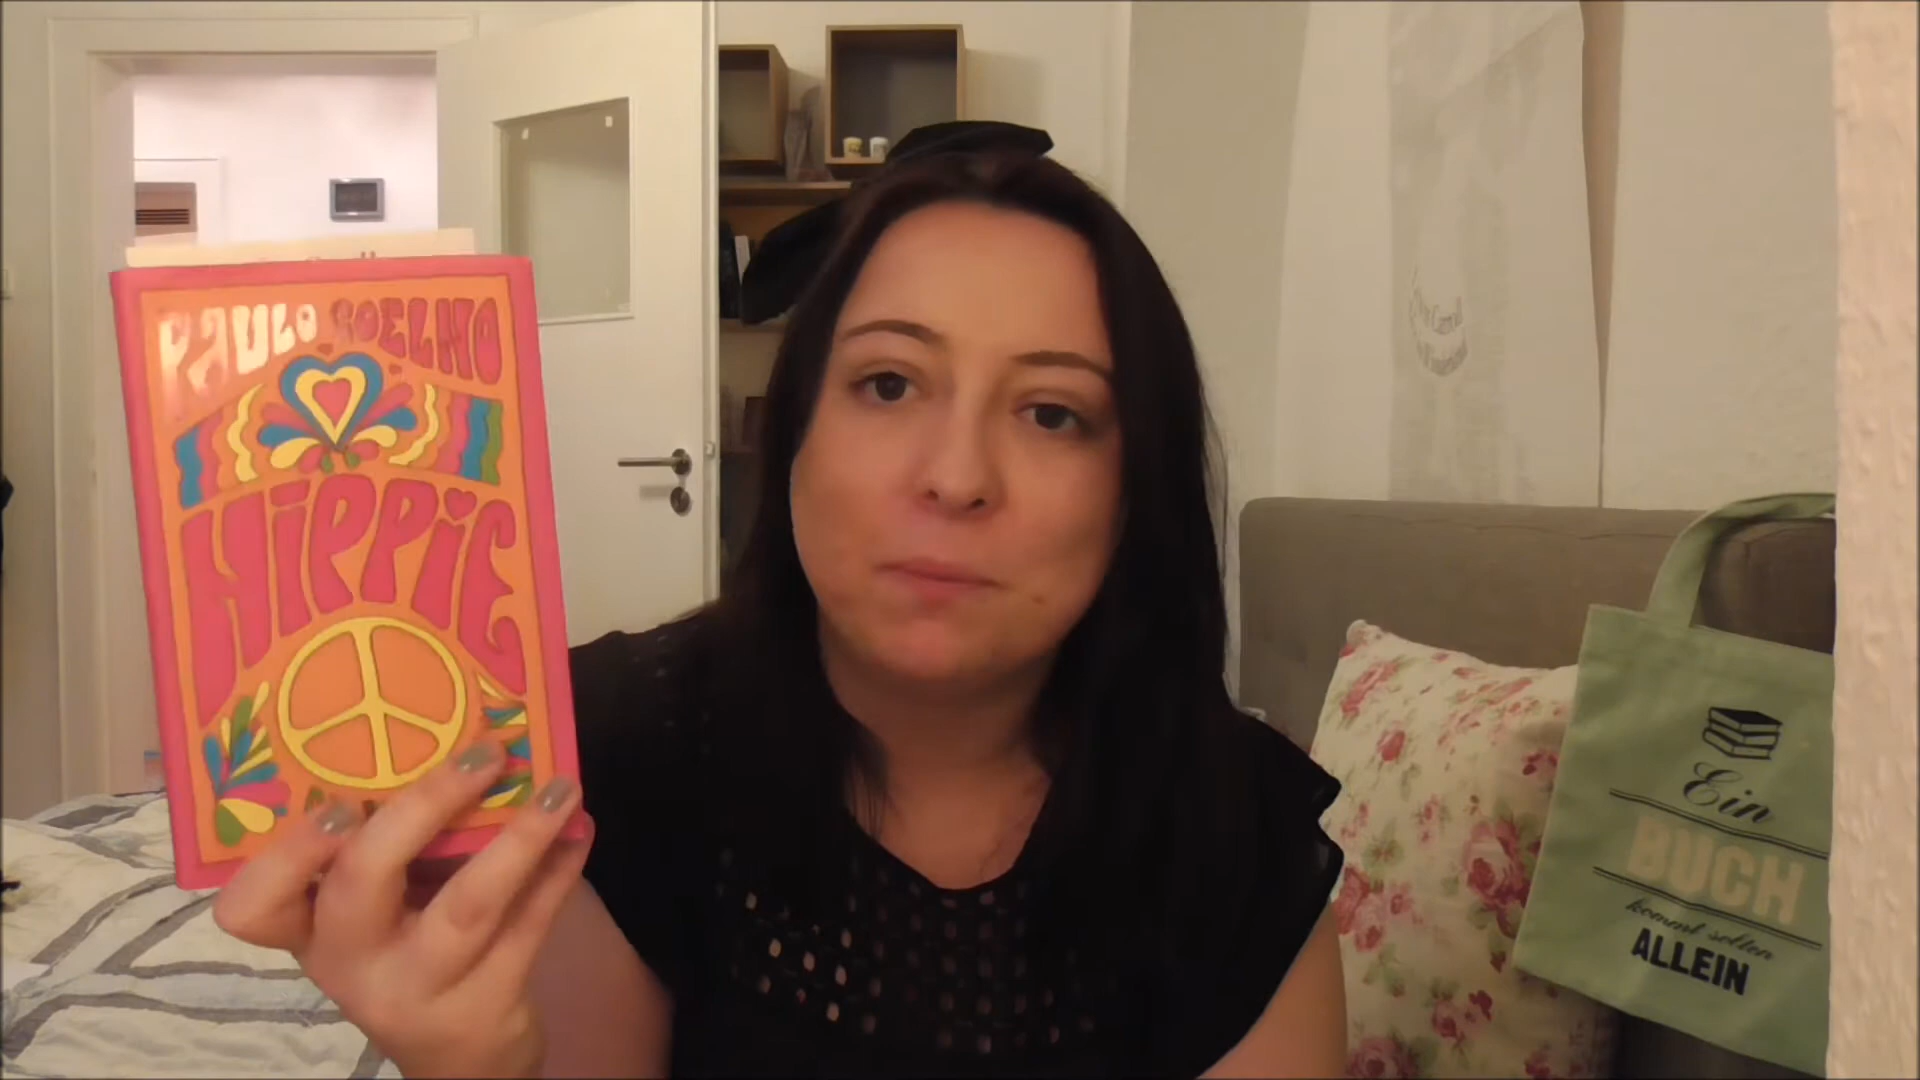 PAULO COELHO
HIPPIE
Ein
BUCH
kommt selten
ALLEIN